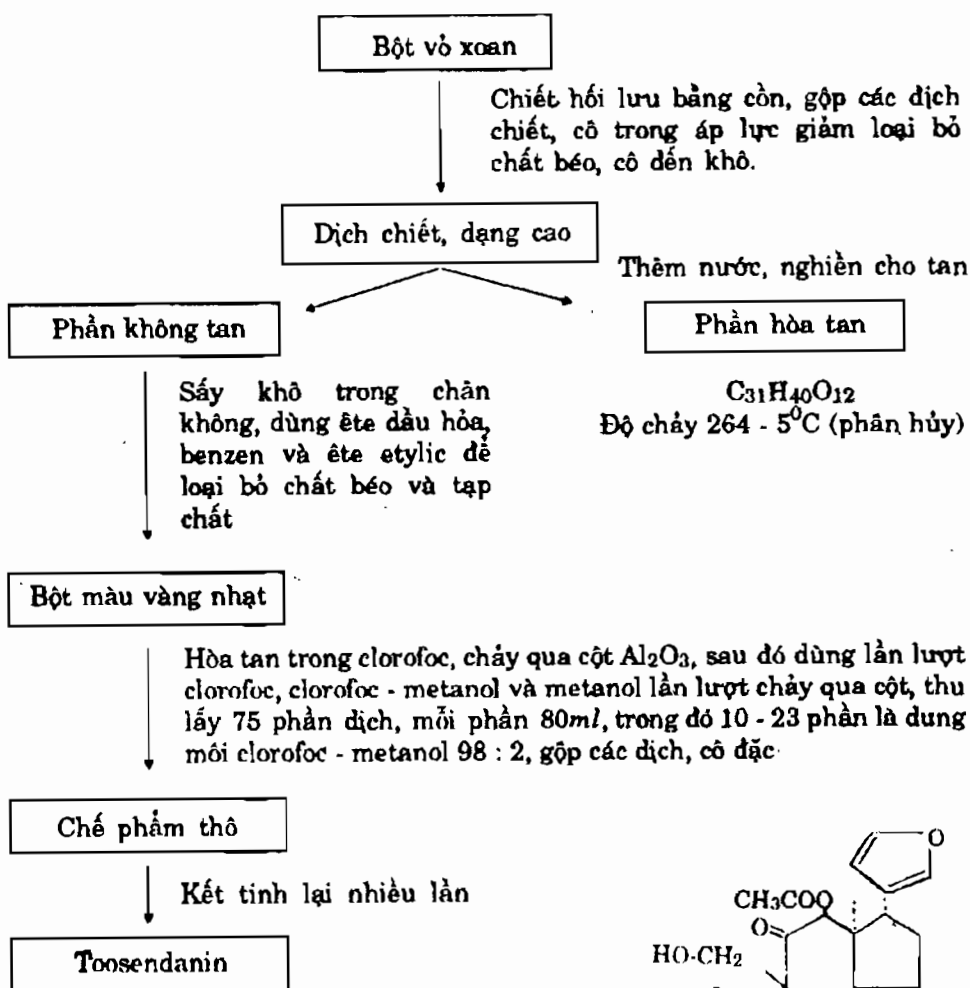 Bột vỏ xoan
Chiết hối lưu bằng cồn, gộp các dịch
chiết, cô trong áp lực giảm loại bỏ
chất béo, cô đến khô.
Dịch chiết, dạng cao
Thêm nước, nghiền cho tan
Phần không tan
Phần hòa tan
Sấy khô trong chân
không, dùng ête dầu hỏa,
benzen và ête etylic để
loại bỏ chất béo và tạp
chất
C₃₁H₄₀O₁₂
Độ chảy 264 - 5⁰C (phân hủy)
Bột màu vàng nhạt
Hòa tan trong clorofoc, chảy qua cột Al₂O₃, sau đó dùng lần lượt
clorofoc, clorofoc - metanol và metanol lần lượt chảy qua cột, thu
lấy 75 phần dịch, mỗi phần 80ml, trong đó 10 - 23 phần là dung
môi clorofoc - metanol 98 : 2, gộp các dịch, cô đặc
Chế phẩm thô
Kết tinh lại nhiều lần
O
CH₃COO
O
HO-CH₂
Toosendanin